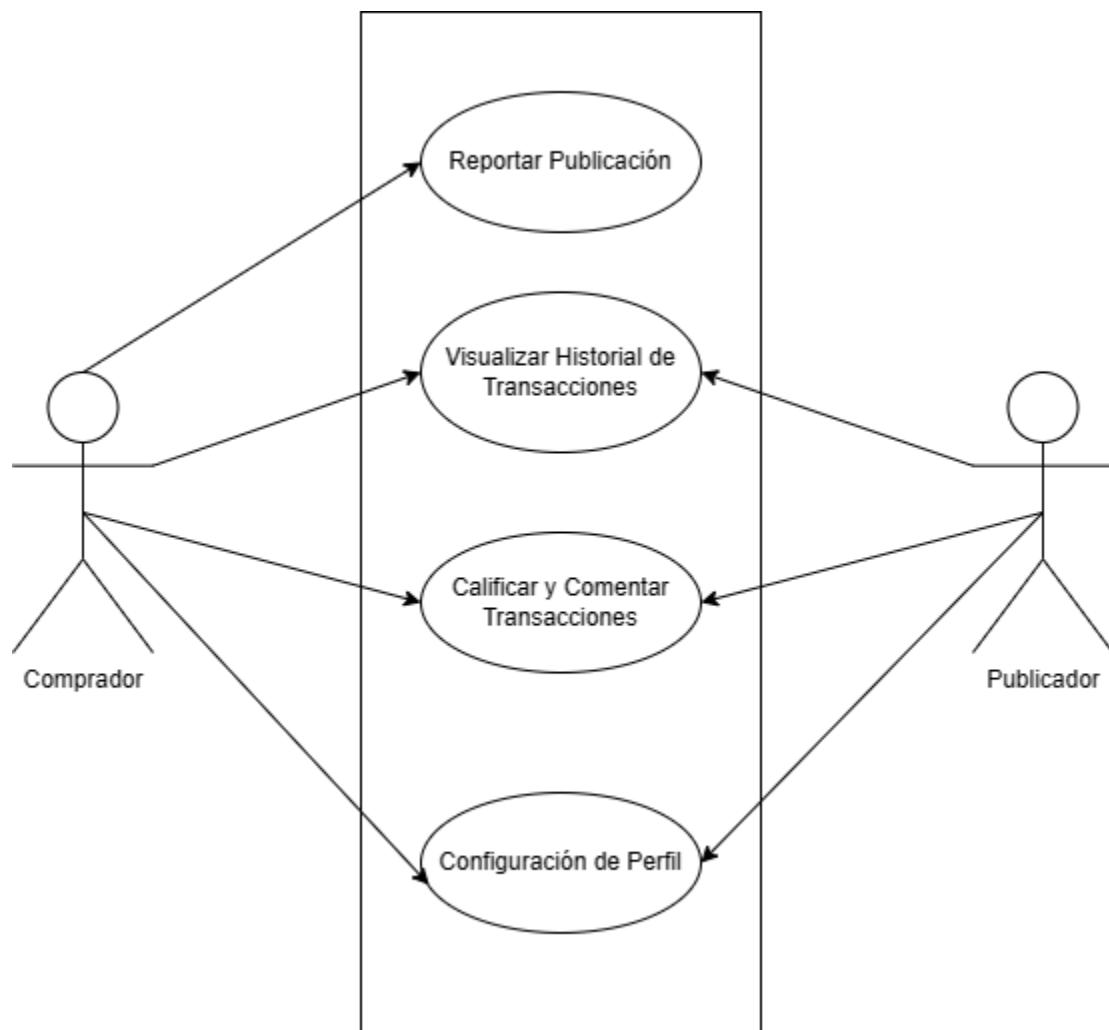 Reportar Publicación
Visualizar Historial de
Transacciones
Calificar y Comentar
Transacciones
Comprador
Publicador
Configuración de Perfil